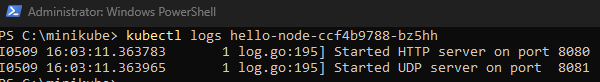 Administrator: Windows PowerShell
PS C:\minikube> kubectl logs hello-node-ccf4b9788-bz5hh
I0509 16:03:11.363783       1 log.go:195] Started HTTP server on port 8080
I0509 16:03:11.363965       1 log.go:195] Started UDP server on port  8081